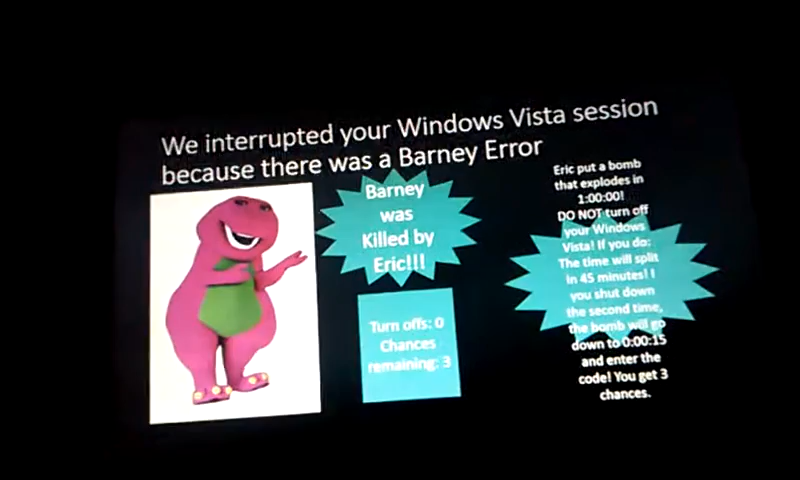 We interrupted your Windows Vista session
because there was a Barney Error
Barney
was
Killed by
Eric!!!
Turn offs: 0
Chances
remaining: 3
Eric put a bomb
that explodes in
1:00:00!
DO NOT turn off
your Windows
Vista! If you do:
The time will split
in 45 minutes! I
you shut down
the second time,
the bomb will go
down to 0:00:15
and enter the
code! You get 3
chances.